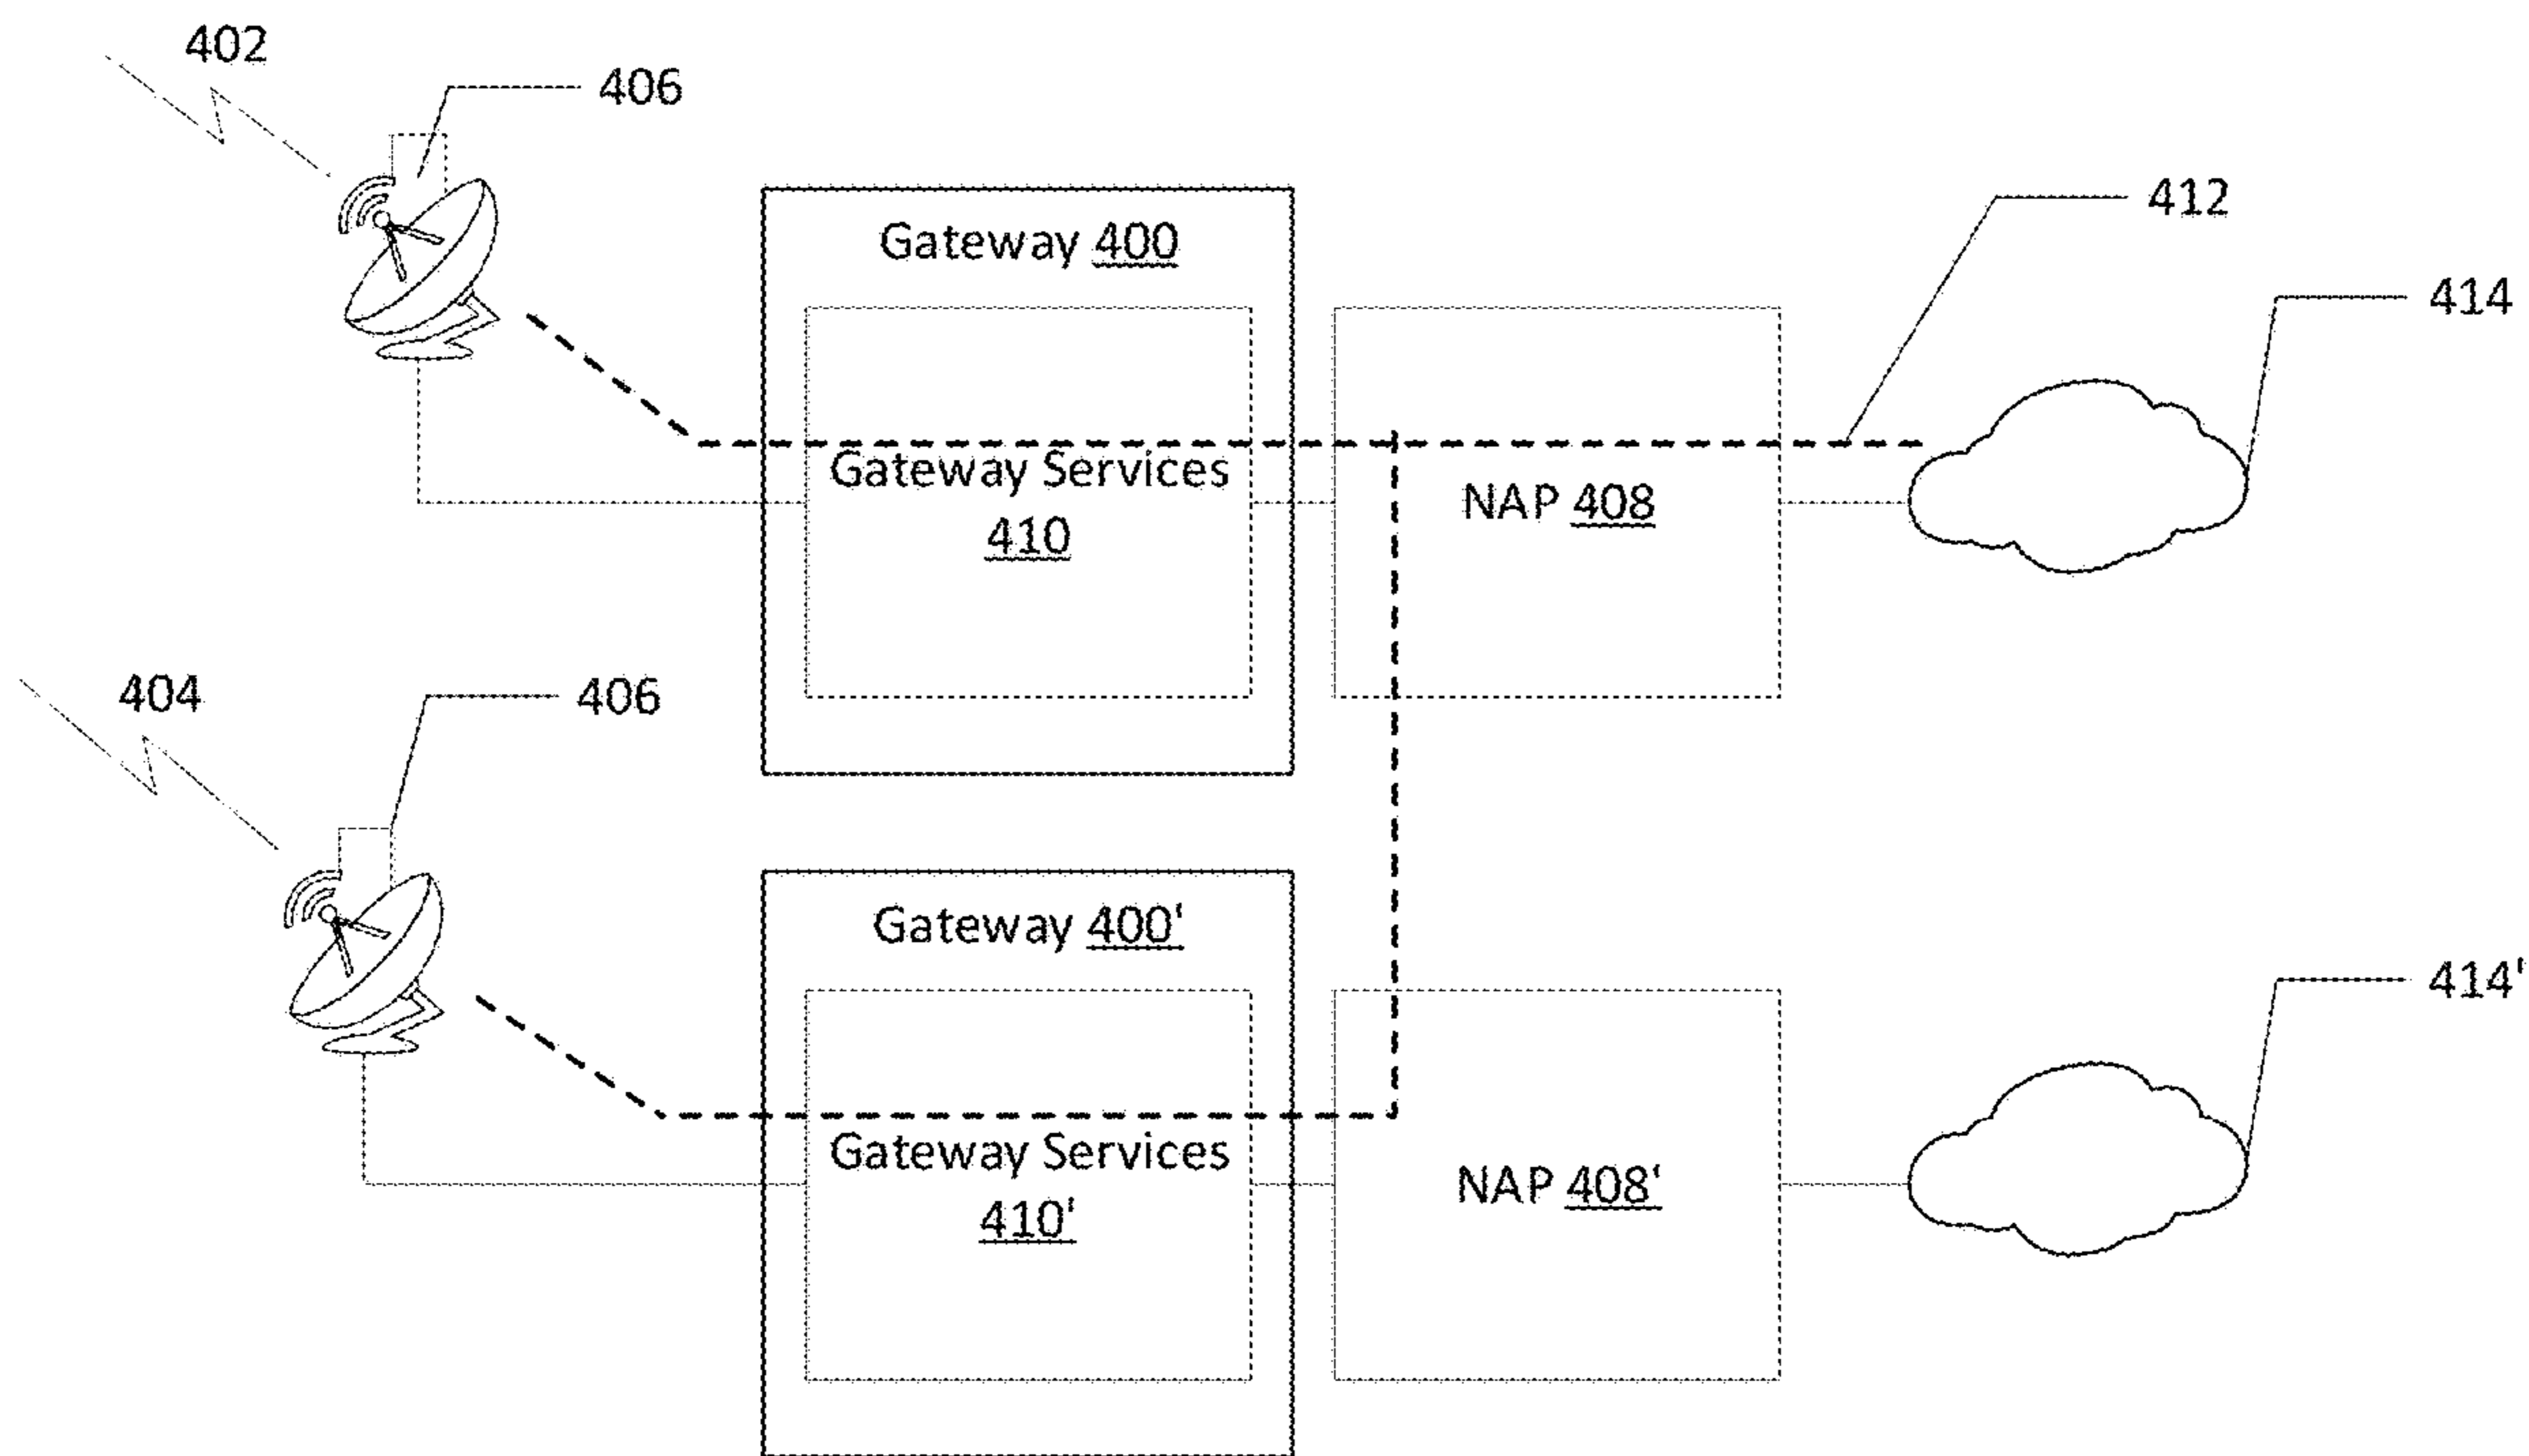 402
406
412
Gateway 400
414
Gateway Services
410
NAP 408
404
406
Gateway 400'
414'
Gateway Services
410'
NAP 408'